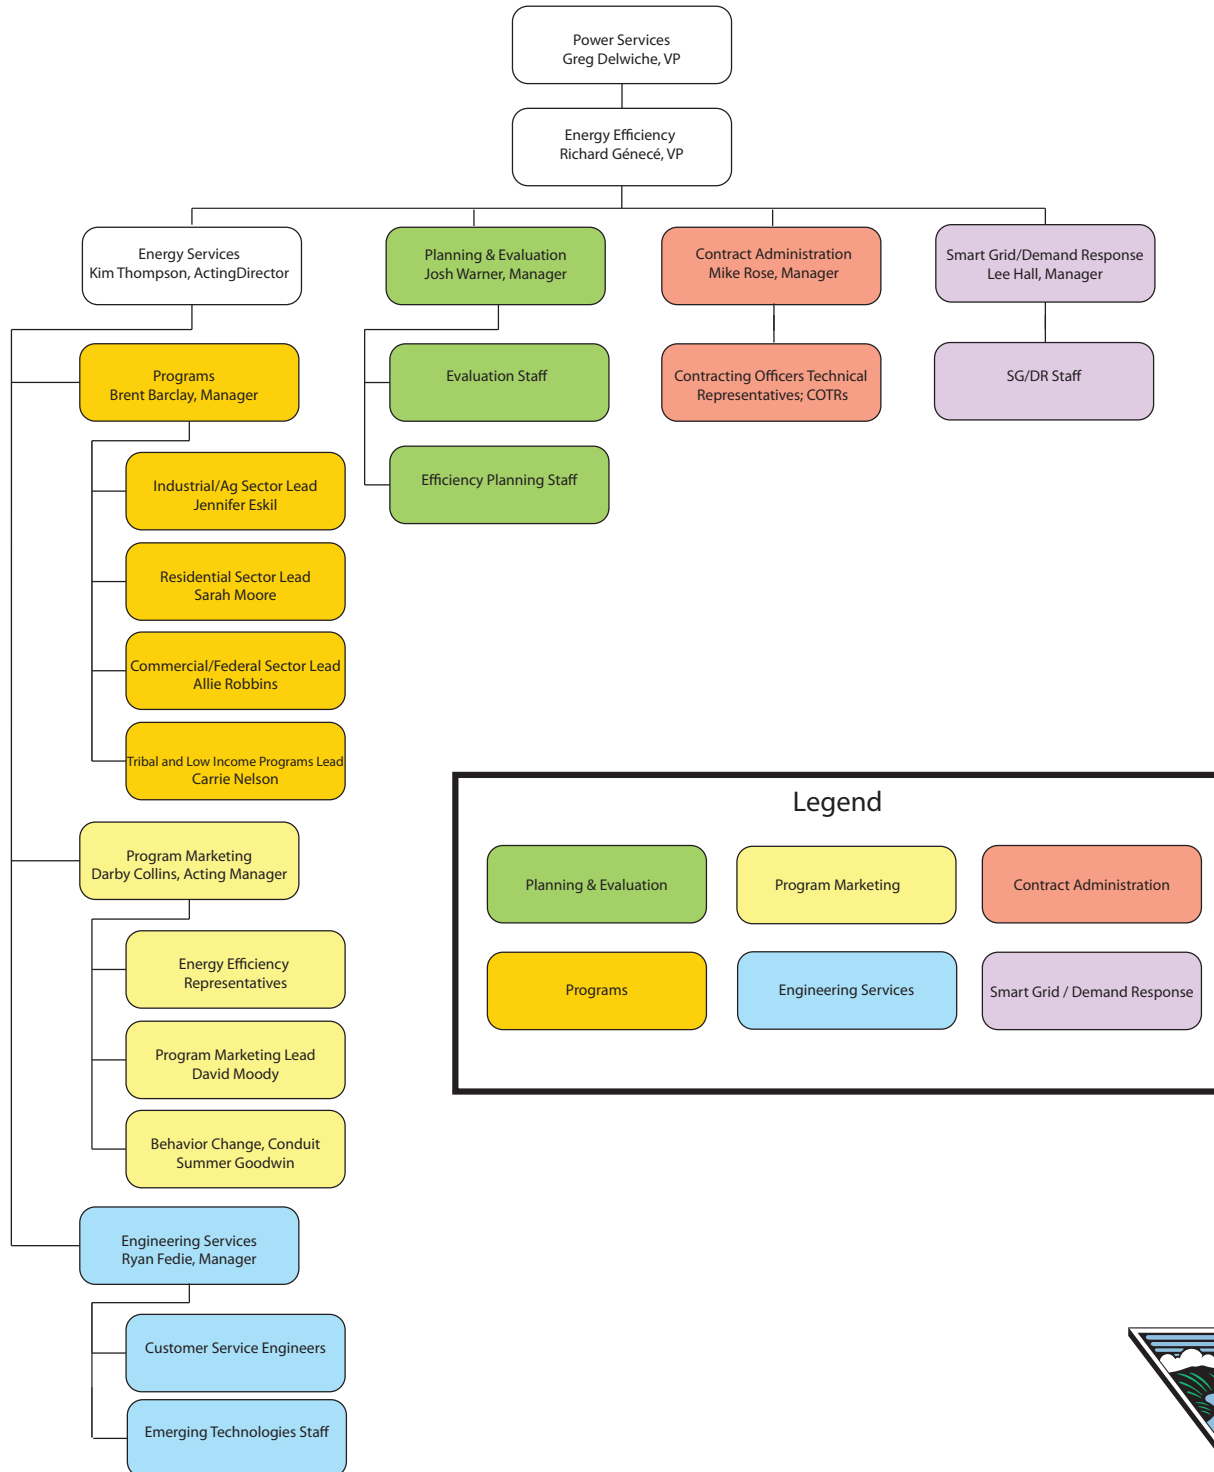 Power Services
Greg Delwiche, VP
Energy Efficiency
Richard Génecé, VP
Energy Services
Kim Thompson, ActingDirector
Planning & Evaluation
Josh Warner, Manager
Contract Administration
Mike Rose, Manager
Smart Grid/Demand Response
Lee Hall, Manager
Programs
Brent Barclay, Manager
Evaluation Staff
Contracting Officers Technical
Representatives; COTRs
SG/DR Staff
Industrial/Ag Sector Lead
Jennifer Eskil
Efficiency Planning Staff
Residential Sector Lead
Sarah Moore
Commercial/Federal Sector Lead
Allie Robbins
Tribal and Low Income Programs Lead
Carrie Nelson
Program Marketing
Darby Collins, Acting Manager
Energy Efficiency
Representatives
Program Marketing Lead
David Moody
Behavior Change, Conduit
Summer Goodwin
Engineering Services
Ryan Fedie, Manager
Customer Service Engineers
Emerging Technologies Staff
Legend
Planning & Evaluation
Program Marketing
Contract Administration
Programs
Engineering Services
Smart Grid / Demand Response